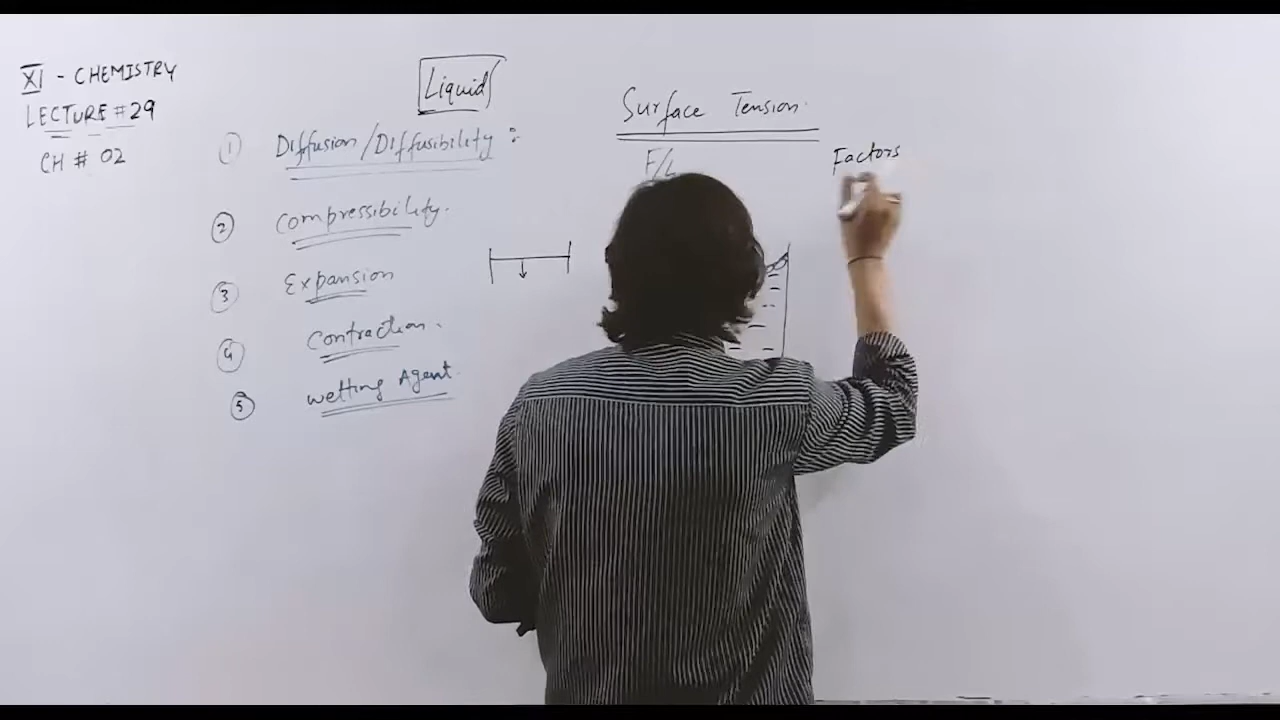 XI - CHEMISTRY
LECTURE #29
CH # 02
Liquid
① Diffusion/Diffusibility :
② Compressibility.
③ Expansion
④ Contraction.
⑤ Wetting Agent.
Surface Tension.
F/L
Factors